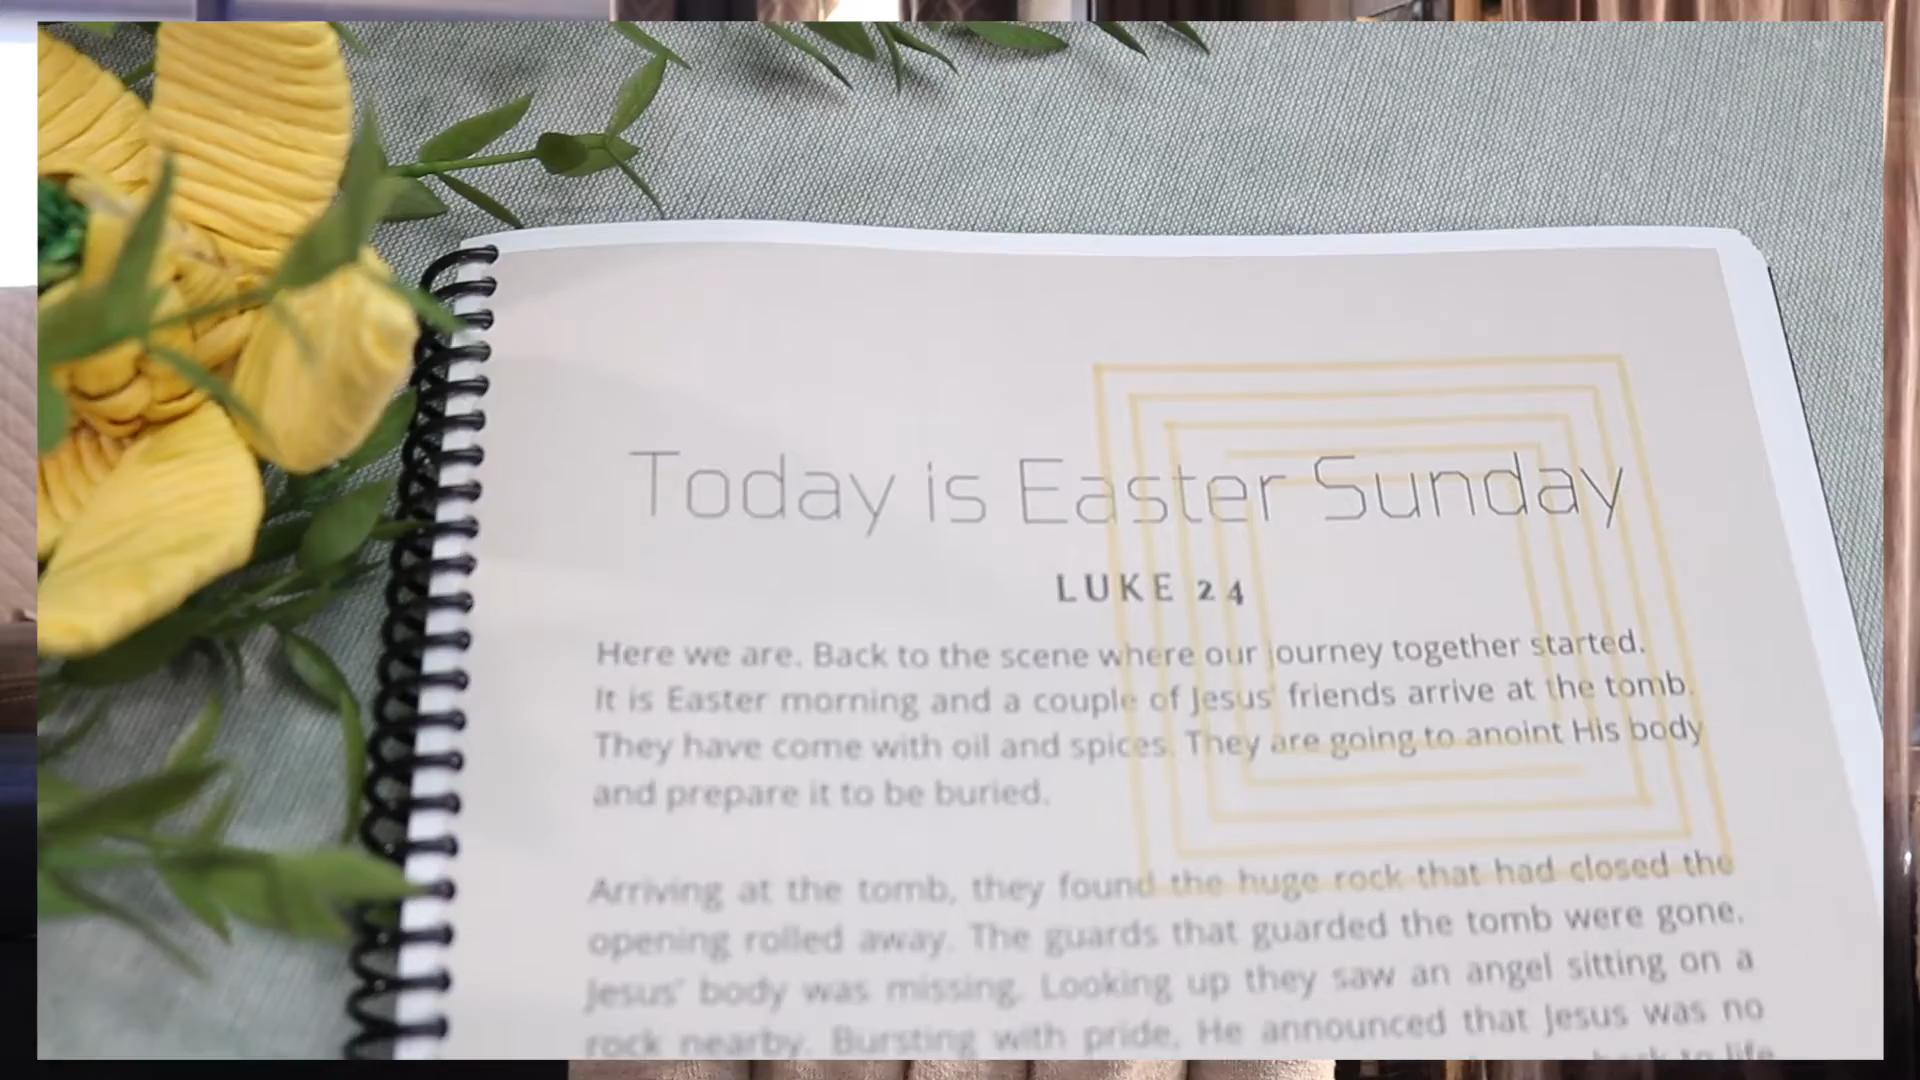 Today is Easter Sunday
LUKE 24
Here we are. Back to the scene where our journey together started.
It is Easter morning and a couple of Jesus' friends arrive at the tomb.
They have come with oil and spices. They are going to anoint His body
and prepare it to be buried.
Arriving at the tomb, they found the huge rock that had closed the
opening rolled away. The guards that guarded the tomb were gone.
Jesus' body was missing. Looking up they saw an angel sitting on a
rock nearby. Bursting with pride, He announced that Jesus was no
back to life